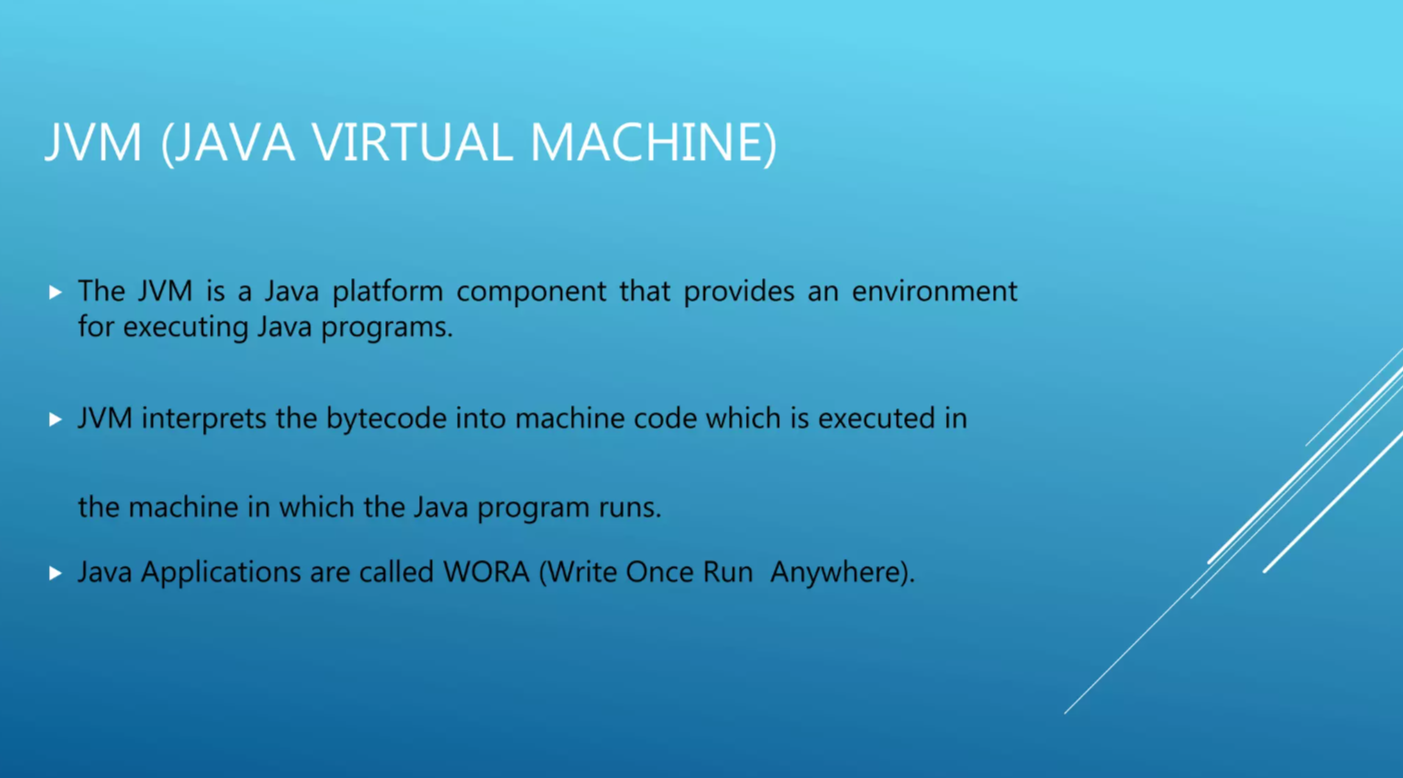 JVM (JAVA VIRTUAL MACHINE)
The JVM is a Java platform component that provides an environment
for executing Java programs.
JVM interprets the bytecode into machine code which is executed in
the machine in which the Java program runs.
Java Applications are called WORA (Write Once Run  Anywhere).